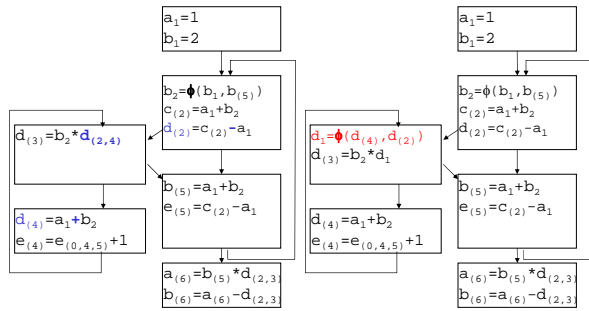 a₁=1
b₁=2
b₂=ϕ(b₁,b₍₅₎)
c₍₂₎=a₁+b₂
d₍₂₎=c₍₂₎-a₁
d₍₃₎=b₂*d₍₂,₄₎
b₍₅₎=a₁+b₂
e₍₅₎=c₍₂₎-a₁
d₍₄₎=a₁+b₂
e₍₄₎=e₍₀,₄,₅₎+1
a₍₆₎=b₍₅₎*d₍₂,₃₎
b₍₆₎=a₍₆₎-d₍₂,₃₎
a₁=1
b₁=2
b₂=ϕ(b₁,b₍₅₎)
c₍₂₎=a₁+b₂
d₍₂₎=c₍₂₎-a₁
d₁=ϕ(d₍₄₎,d₍₂₎)
d₍₃₎=b₂*d₁
b₍₅₎=a₁+b₂
e₍₅₎=c₍₂₎-a₁
d₍₄₎=a₁+b₂
e₍₄₎=e₍₀,₄,₅₎+1
a₍₆₎=b₍₅₎*d₍₂,₃₎
b₍₆₎=a₍₆₎-d₍₂,₃₎